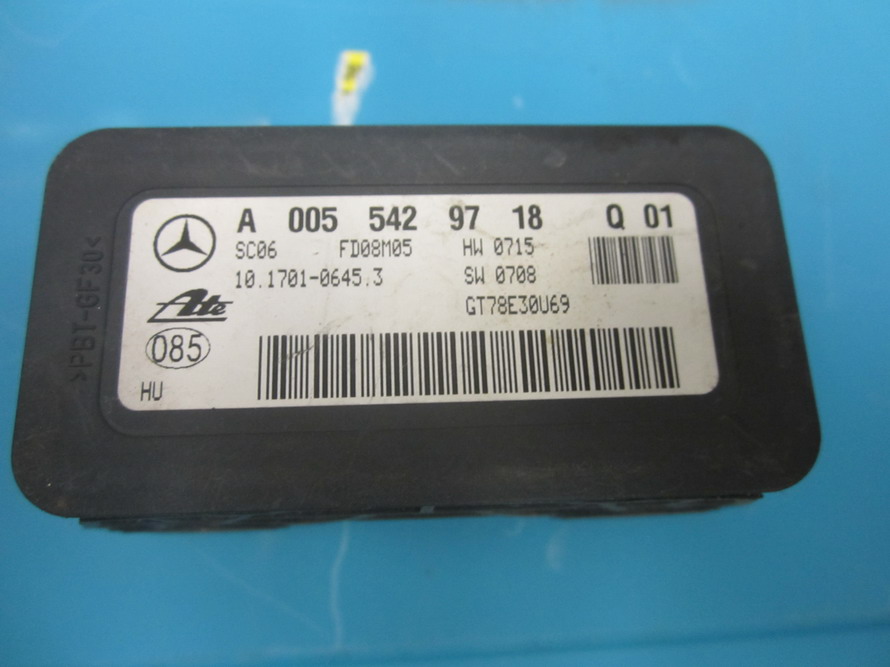 A 005 542 97 18 Q 01
SC06 FD08M05 HW 0715
10.1701-0645.3 SW 0708
Ate GT78E30U69
085
HU
>PBT-GF30<